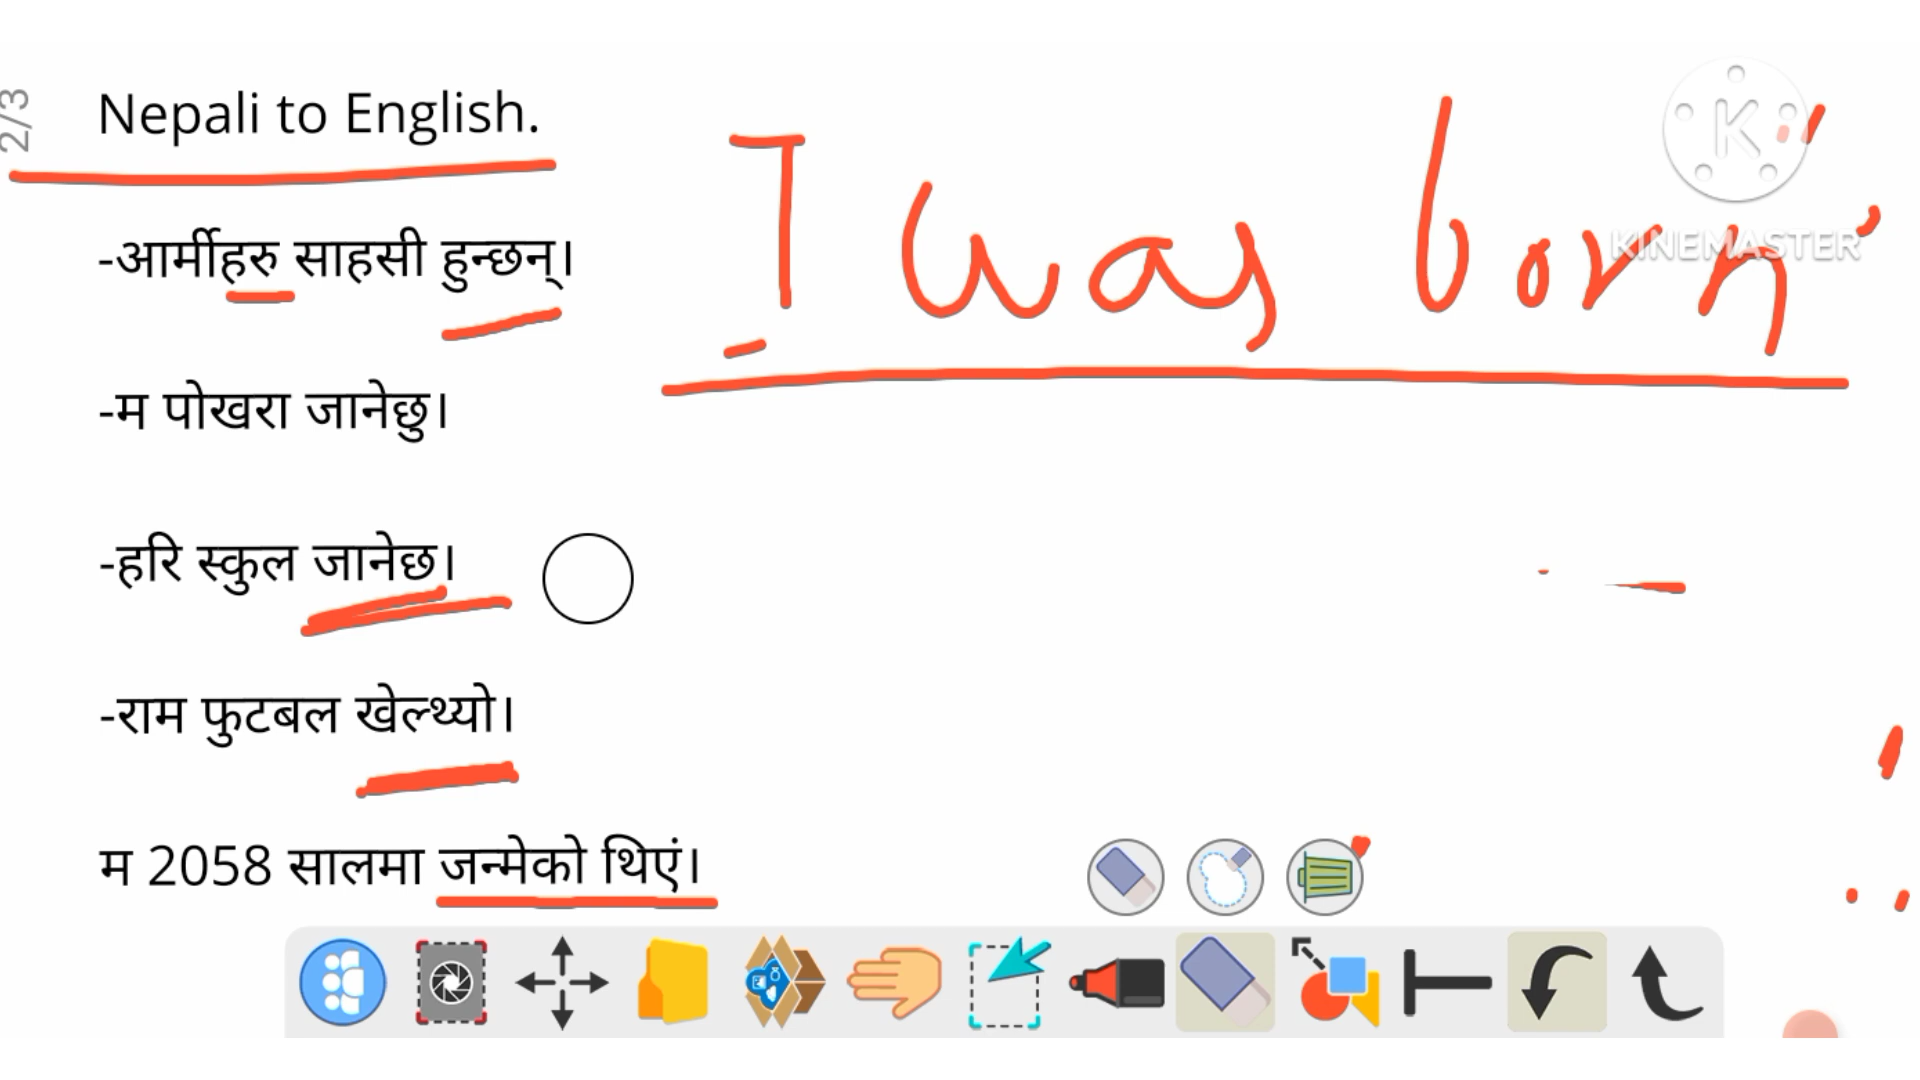 2/3
Nepali to English.
I was born
-आर्मीहरु साहसी हुन्छन्।
-म पोखरा जानेछु।
-हरि स्कुल जानेछ।
-राम फुटबल खेल्थ्यो।
म 2058 सालमा जन्मेको थिएं।
K
KINEMASTER